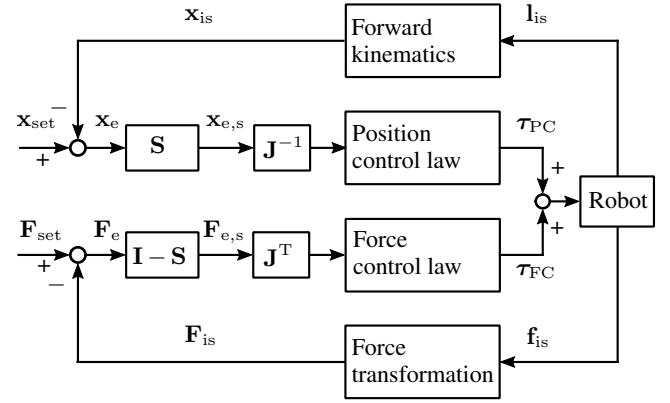 x_is
l_is
Forward
kinematics
−
x_set
+
x_e
S
x_e,s
J⁻¹
Position
control law
τ_PC
+
Robot
+
F_set
+
−
F_e
I − S
F_e,s
J^T
Force
control law
τ_FC
F_is
f_is
Force
transformation